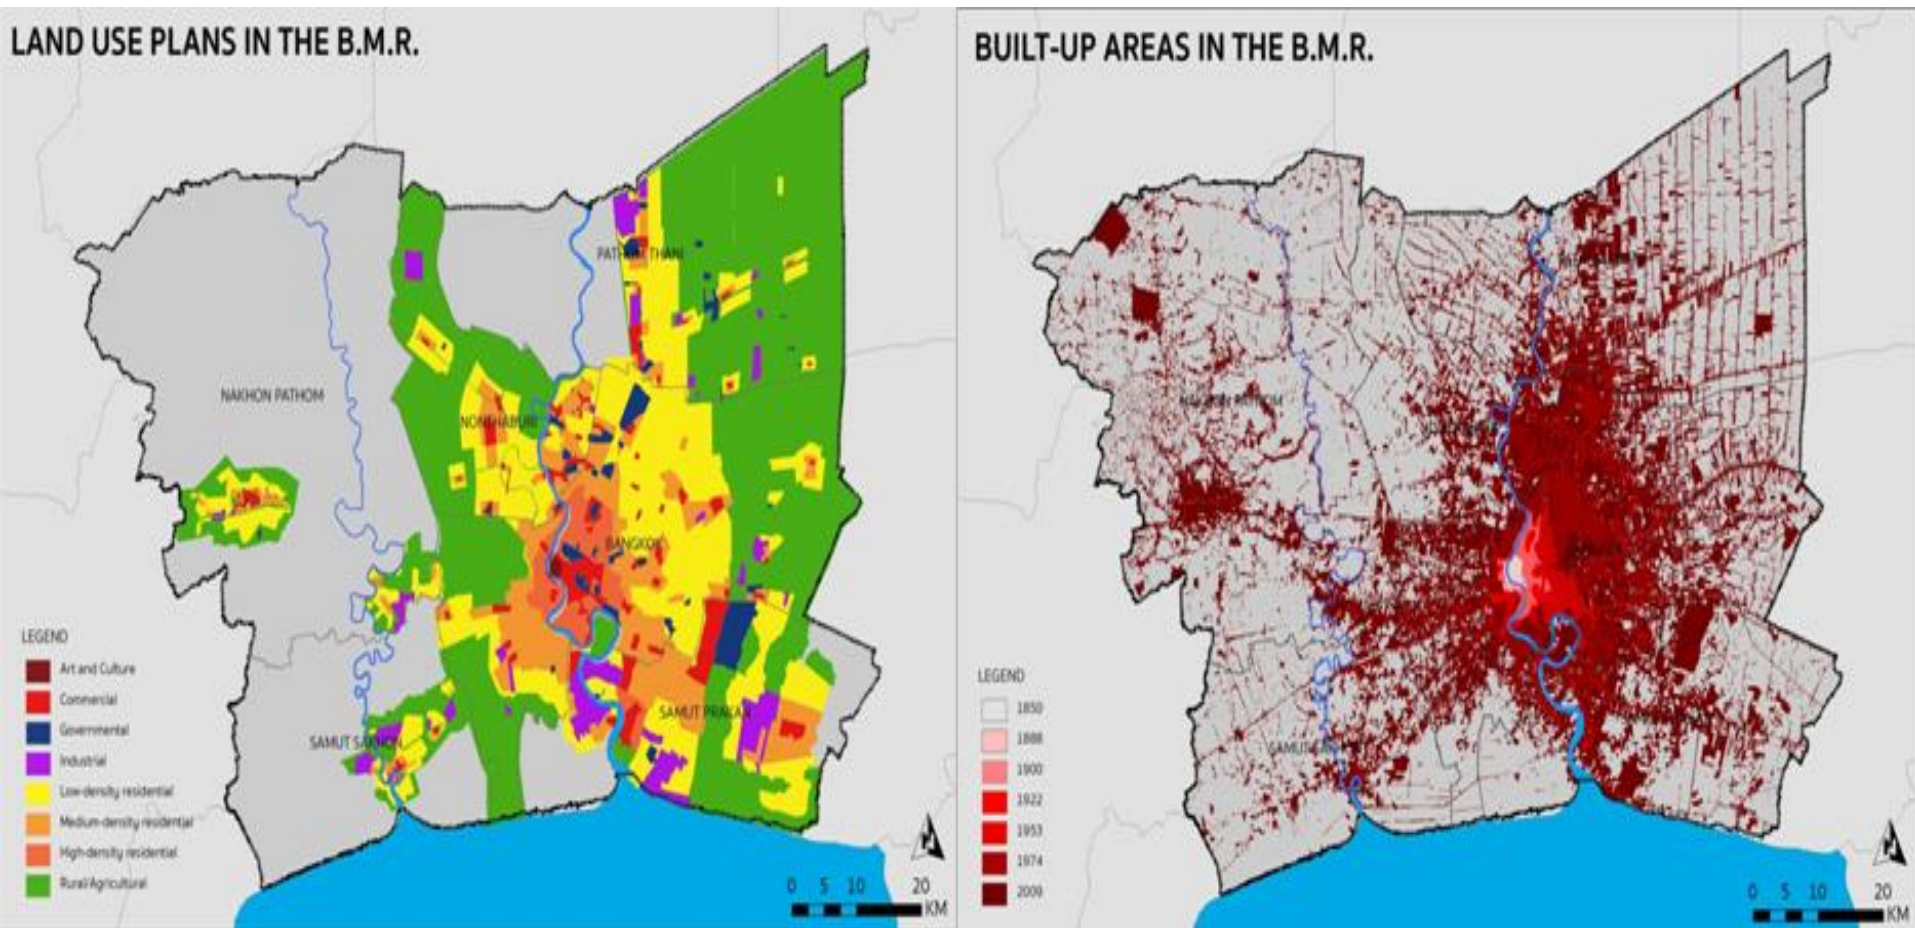 LAND USE PLANS IN THE B.M.R.
PATHUM THANI
NAKHON PATHOM
NONTHABURI
BANGKOK
SAMUT PRAKAN
SAMUT SAKHON
LEGEND
Art and Culture
Commercial
Governmental
Industrial
Low-density residential
Medium-density residential
High-density residential
Rural/Agricultural
0 5 10 20
KM
BUILT-UP AREAS IN THE B.M.R.
NAKHON PATHOM
LEGEND
1850
1888
1900
1922
1953
1974
2009
0 5 10 20
KM